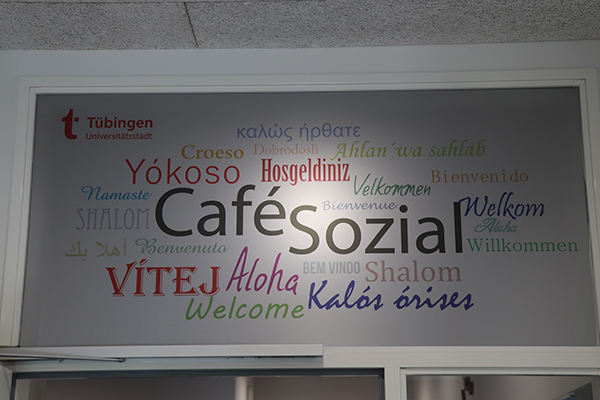 Tübingen
Universitätsstadt
καλώς ήρθατε
Croeso
Dobrodosli
Ahlan´wa sahlab
Yókoso
Hosgeldiniz
Velkommen
Bienvenido
Namaste
Bienvenue
Welkom
SHALOM
Café Sozial
Aloha
اهلا بك
Benvenuto
Willkommen
VÍTEJ
Aloha
BEM VINDO
Shalom
Welcome
Kalós órises